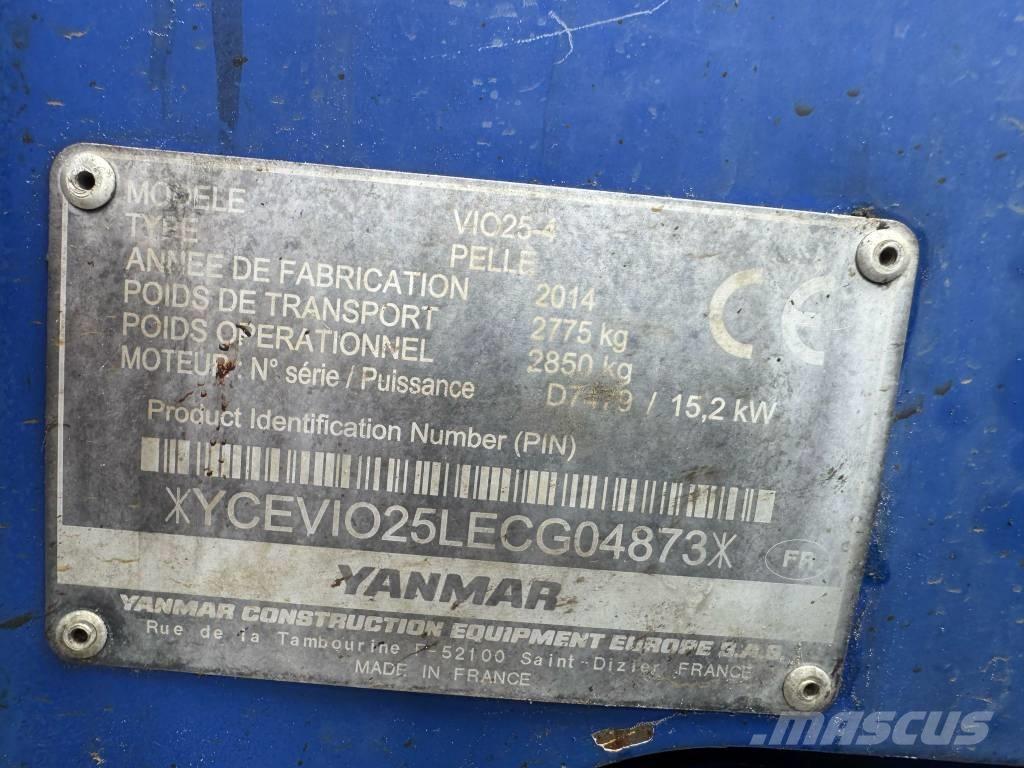 MODELE VIO25-4
TYPE PELLE
ANNEE DE FABRICATION 2014
POIDS DE TRANSPORT 2775 kg
POIDS OPERATIONNEL 2850 kg
MOTEUR: N° série / Puissance / 15,2 kW
Product Identification Number (PIN)
*YCEVIO25LECG04873*
CE
FR
YANMAR
YANMAR CONSTRUCTION EQUIPMENT EUROPE S.A.S.
Rue de la Tambourine F-52100 Saint-Dizier FRANCE
MADE IN FRANCE
MASCUS